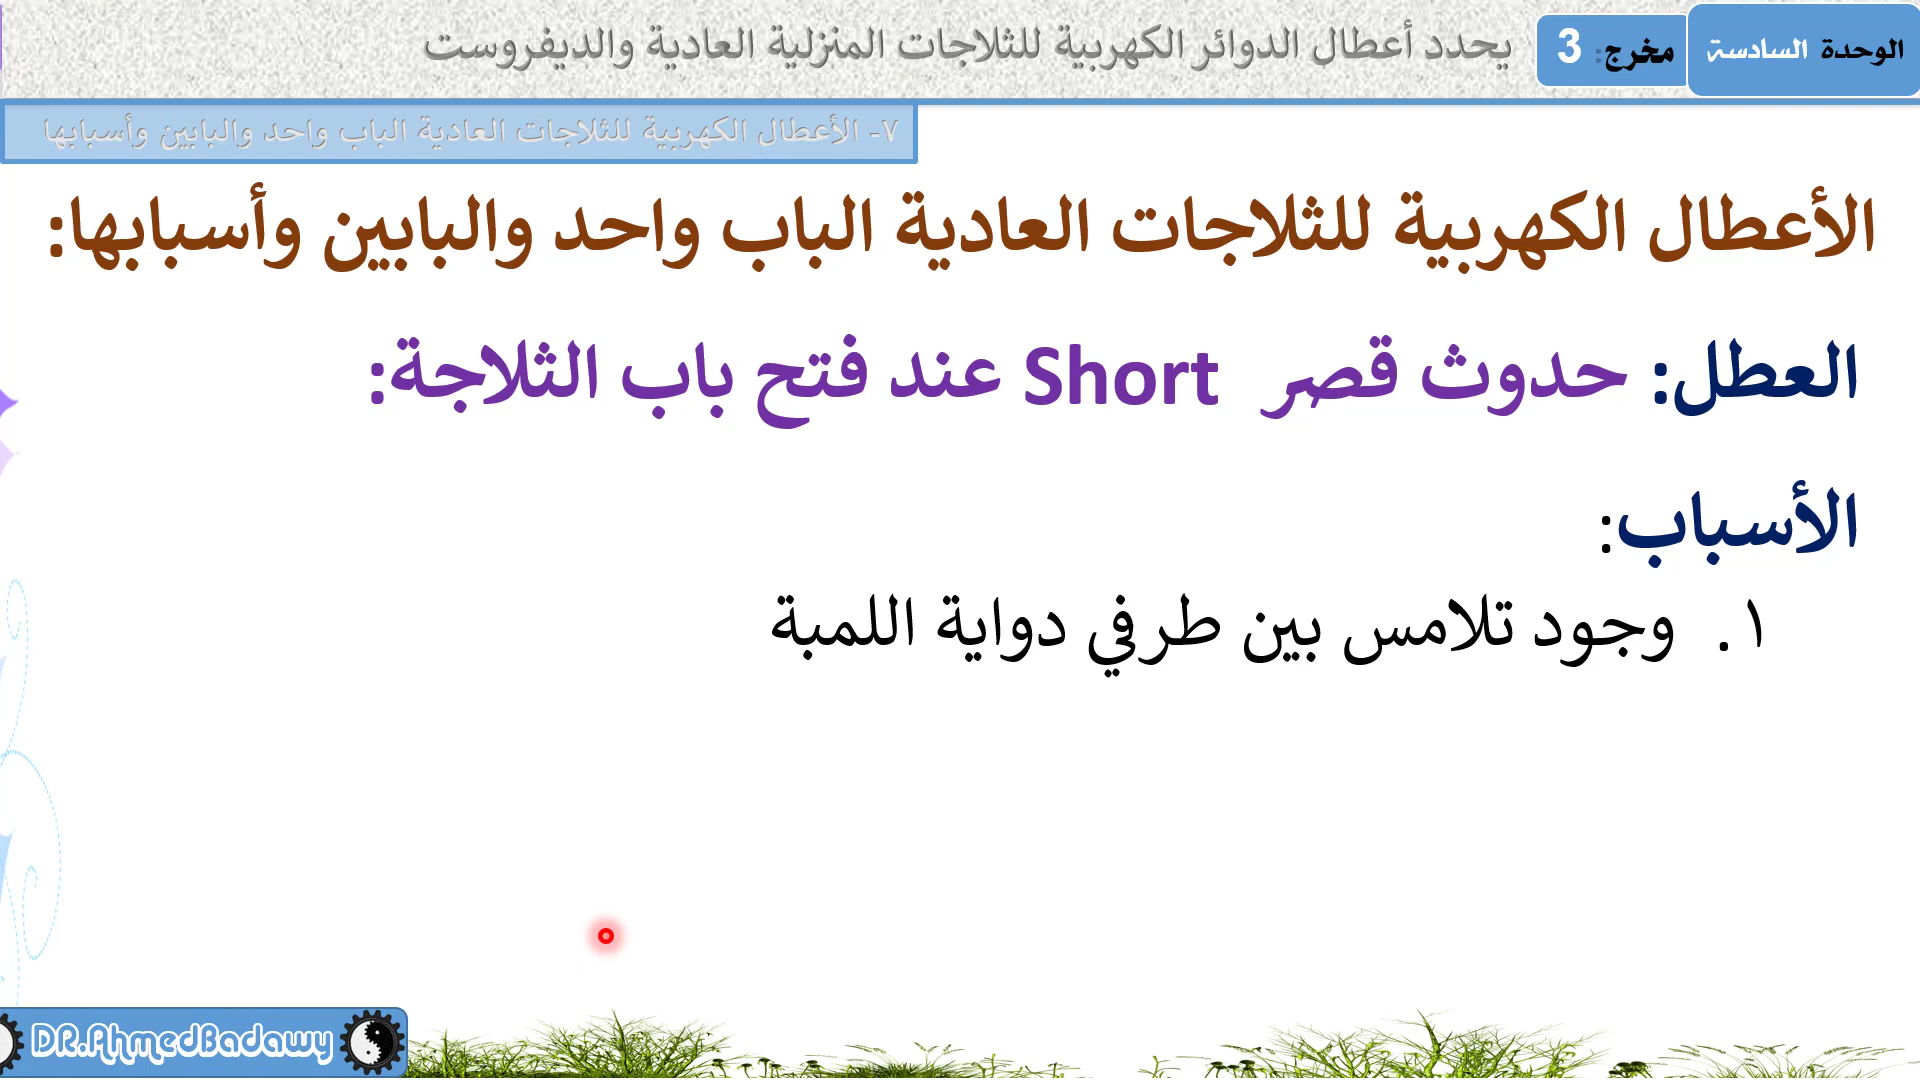 الوحدة السادسة
مخرج: 3
يحدد أعطال الدوائر الكهربية للثلاجات المنزلية العادية والديفروست
٧- الأعطال الكهربية للثلاجات العادية الباب واحد والبابين وأسبابها
الأعطال الكهربية للثلاجات العادية الباب واحد والبابين وأسبابها:
العطل: حدوث قصر Short عند فتح باب الثلاجة:
الأسباب:
١. وجود تلامس بين طرفي دواية اللمبة
DR.AhmedBadawy